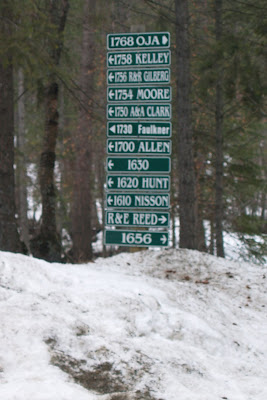 1768 OJA
1758 KELLEY
1756 R&R GILBERG
1754 MOORE
1750 A&A CLARK
1730 Faulkner
1700 ALLEN
1630
1620 HUNT
1610 NISSON
R&E REED
1656